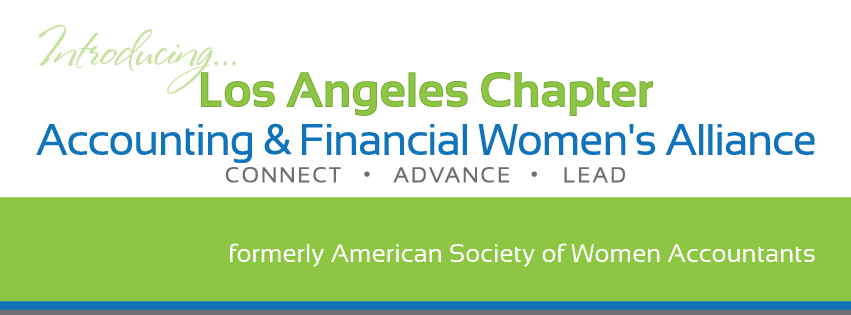 Introducing...
Los Angeles Chapter
Accounting & Financial Women's Alliance
CONNECT • ADVANCE • LEAD
formerly American Society of Women Accountants